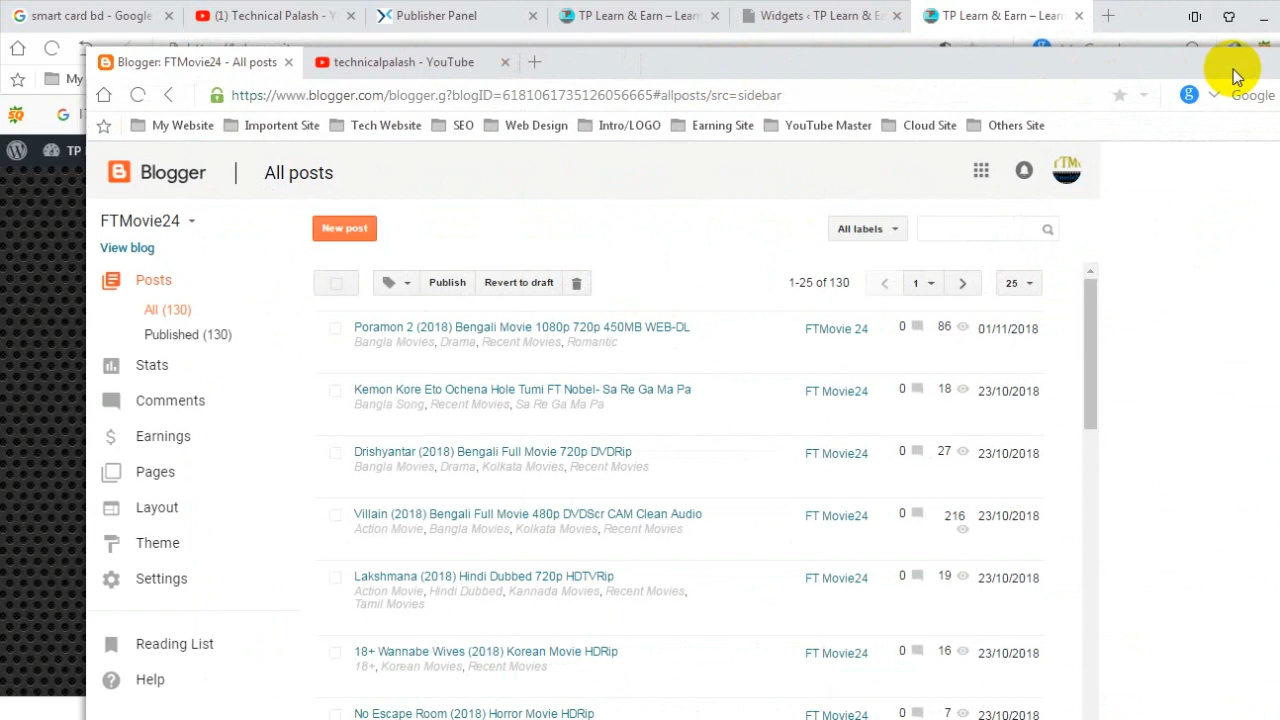 smart card bd - Google
(1) Technical Palash - Y
Publisher Panel
TP Learn & Earn – Learn
Widgets ‹ TP Learn & Ea
TP Learn & Earn – Learn
Blogger: FTMovie24 - All posts
technicalpalash - YouTube
My
https://www.blogger.com/blogger.g?blogID=6181011735126056665#allposts/src=sidebar
Google
My Website
Importent Site
Tech Website
SEO
Web Design
Intro/LOGO
Earning Site
YouTube Master
Cloud Site
Others Site
TP
Blogger
All posts
FTMovie24
View blog
New post
All labels
Posts
All (130)
Published (130)
Stats
Comments
Earnings
Pages
Layout
Theme
Settings
Reading List
Help
Publish
Revert to draft
1-25 of 130
1
25
Poramon 2 (2018) Bengali Movie 1080p 720p 450MB WEB-DL
Bangla Movies, Drama, Recent Movies, Romantic
FTMovie 24
0
86
01/11/2018
Kemon Kore Eto Ochena Hole Tumi FT Nobel- Sa Re Ga Ma Pa
Bangla Song, Recent Movies, Sa Re Ga Ma Pa
FT Movie24
0
18
23/10/2018
Drishyantar (2018) Bengali Full Movie 720p DVDRip
Bangla Movies, Drama, Kolkata Movies, Recent Movies
FT Movie24
0
27
23/10/2018
Villain (2018) Bengali Full Movie 480p DVDScr CAM Clean Audio
Action Movie, Bangla Movies, Kolkata Movies, Recent Movies
FT Movie24
0
216
23/10/2018
Lakshmana (2018) Hindi Dubbed 720p HDTVRip
Action Movie, Hindi Dubbed, Kannada Movies, Recent Movies,
Tamil Movies
FT Movie24
0
19
23/10/2018
18+ Wannabe Wives (2018) Korean Movie HDRip
18+, Korean Movies, Recent Movies
FT Movie24
0
16
23/10/2018
No Escape Room (2018) Horror Movie HDRip
FT Movie24
0
7
23/10/2018